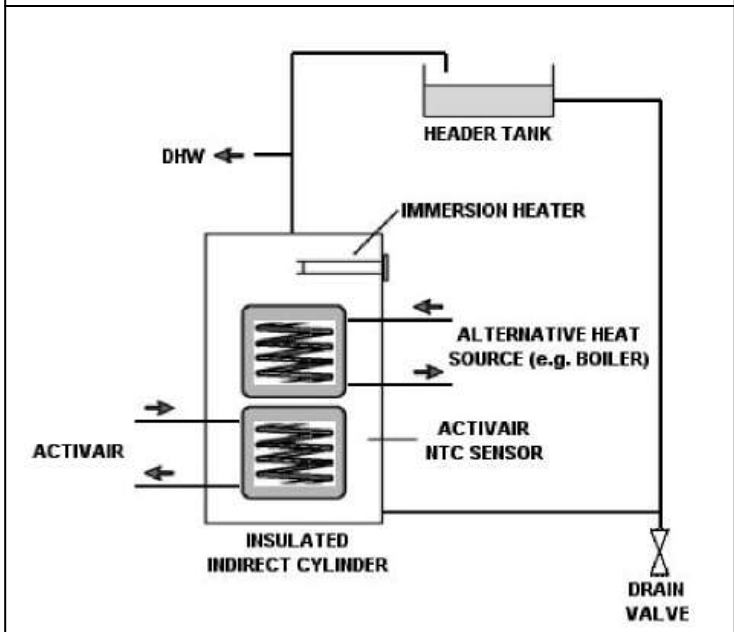 HEADER TANK
DHW
IMMERSION HEATER
ALTERNATIVE HEAT
SOURCE (e.g. BOILER)
ACTIVAIR
ACTIVAIR
NTC SENSOR
INSULATED
INDIRECT CYLINDER
DRAIN
VALVE